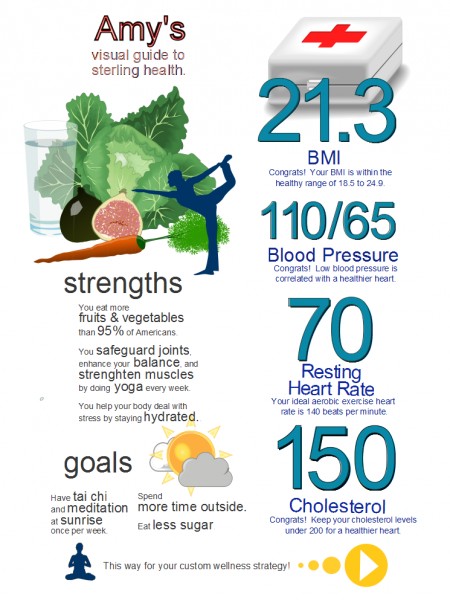 Amy's
visual guide to
sterling health.
strengths
You eat more
fruits & vegetables
than 95% of Americans.
You safeguard joints,
enhance your balance, and
strenghten muscles
by doing yoga every week.
You help your body deal with
stress by staying hydrated.
goals
Have tai chi
and meditation
at sunrise
once per week.
Spend
more time outside.
Eat less sugar
21.3
BMI
Congrats! Your BMI is within the
healthy range of 18.5 to 24.9.
110/65
Blood Pressure
Congrats! Low blood pressure is
correlated with a healthier heart.
70
Resting
Heart Rate
Your ideal aerobic exercise heart
rate is 140 beats per minute.
150
Cholesterol
Congrats! Keep your cholesterol levels
under 200 for a healthier heart.
This way for your custom wellness strategy!